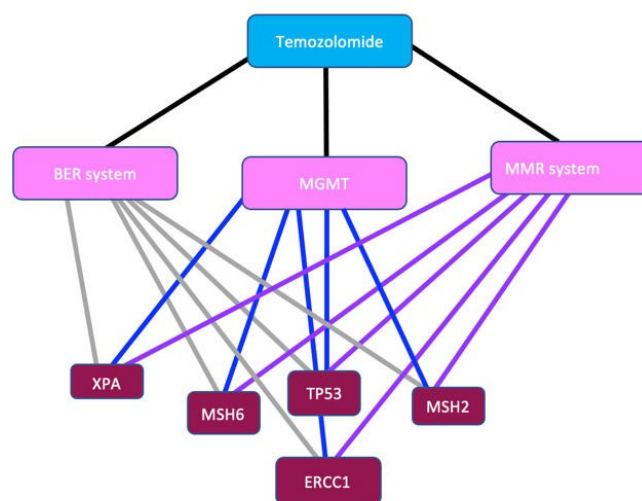 Temozolomide
BER system
MGMT
MMR system
XPA
MSH6
TP53
MSH2
ERCC1